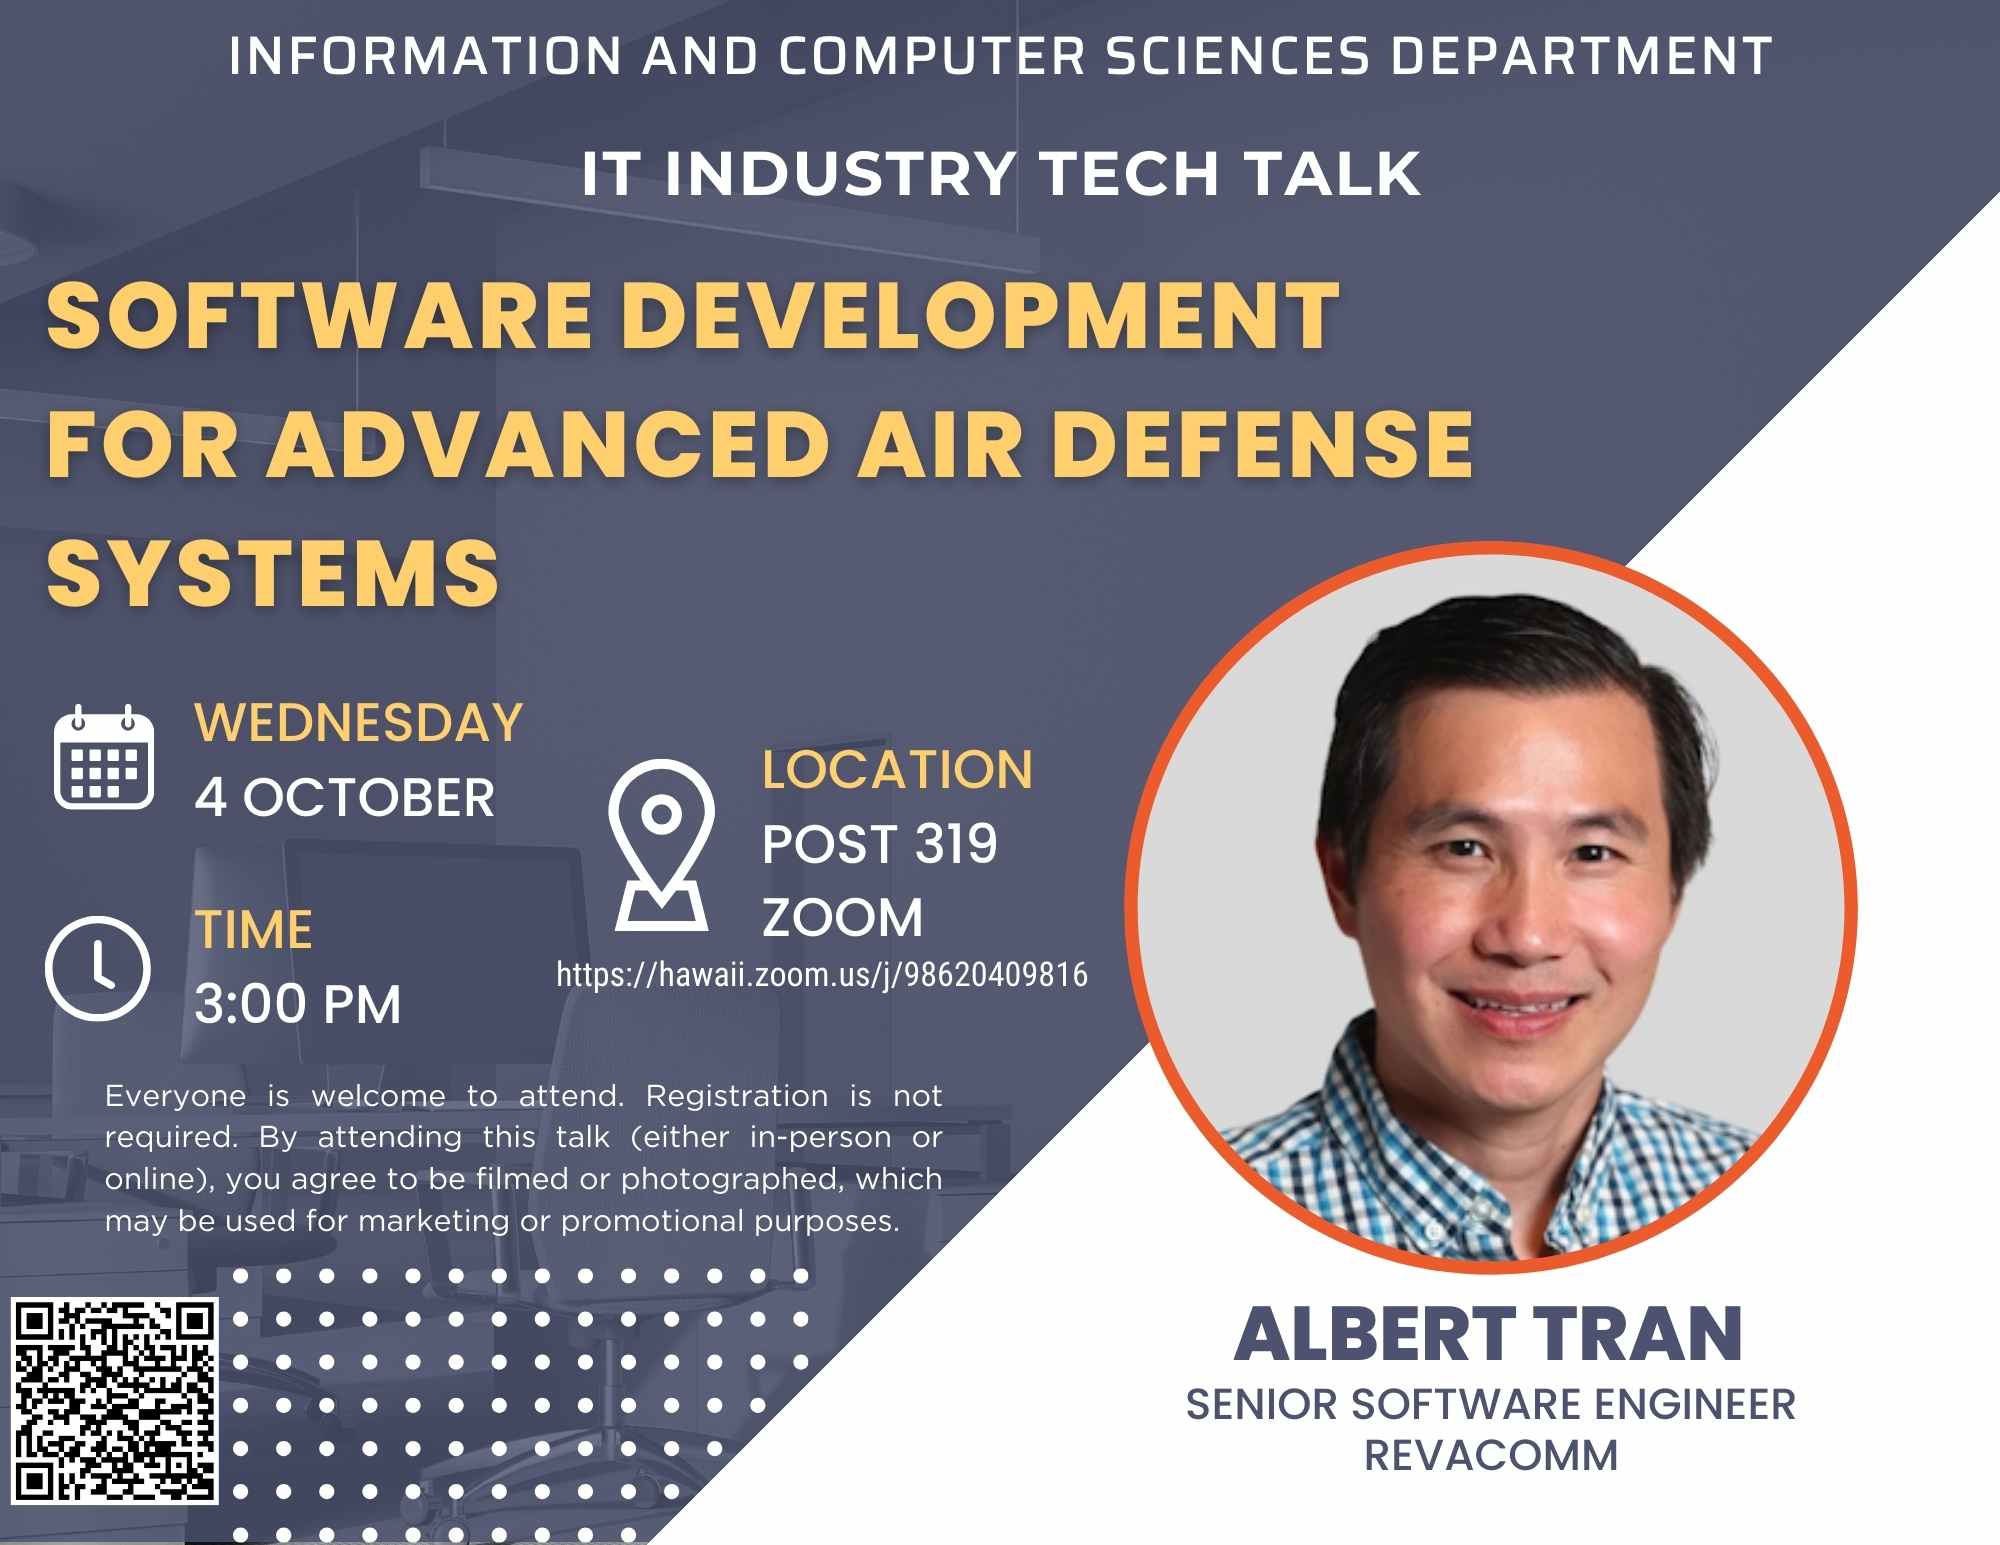 INFORMATION AND COMPUTER SCIENCES DEPARTMENT
IT INDUSTRY TECH TALK
SOFTWARE DEVELOPMENT
FOR ADVANCED AIR DEFENSE
SYSTEMS
WEDNESDAY
4 OCTOBER
TIME
3:00 PM
LOCATION
POST 319
ZOOM
https://hawaii.zoom.us/j/98620409816
Everyone is welcome to attend. Registration is not
required. By attending this talk (either in-person or
online), you agree to be filmed or photographed, which
may be used for marketing or promotional purposes.
ALBERT TRAN
SENIOR SOFTWARE ENGINEER
REVACOMM